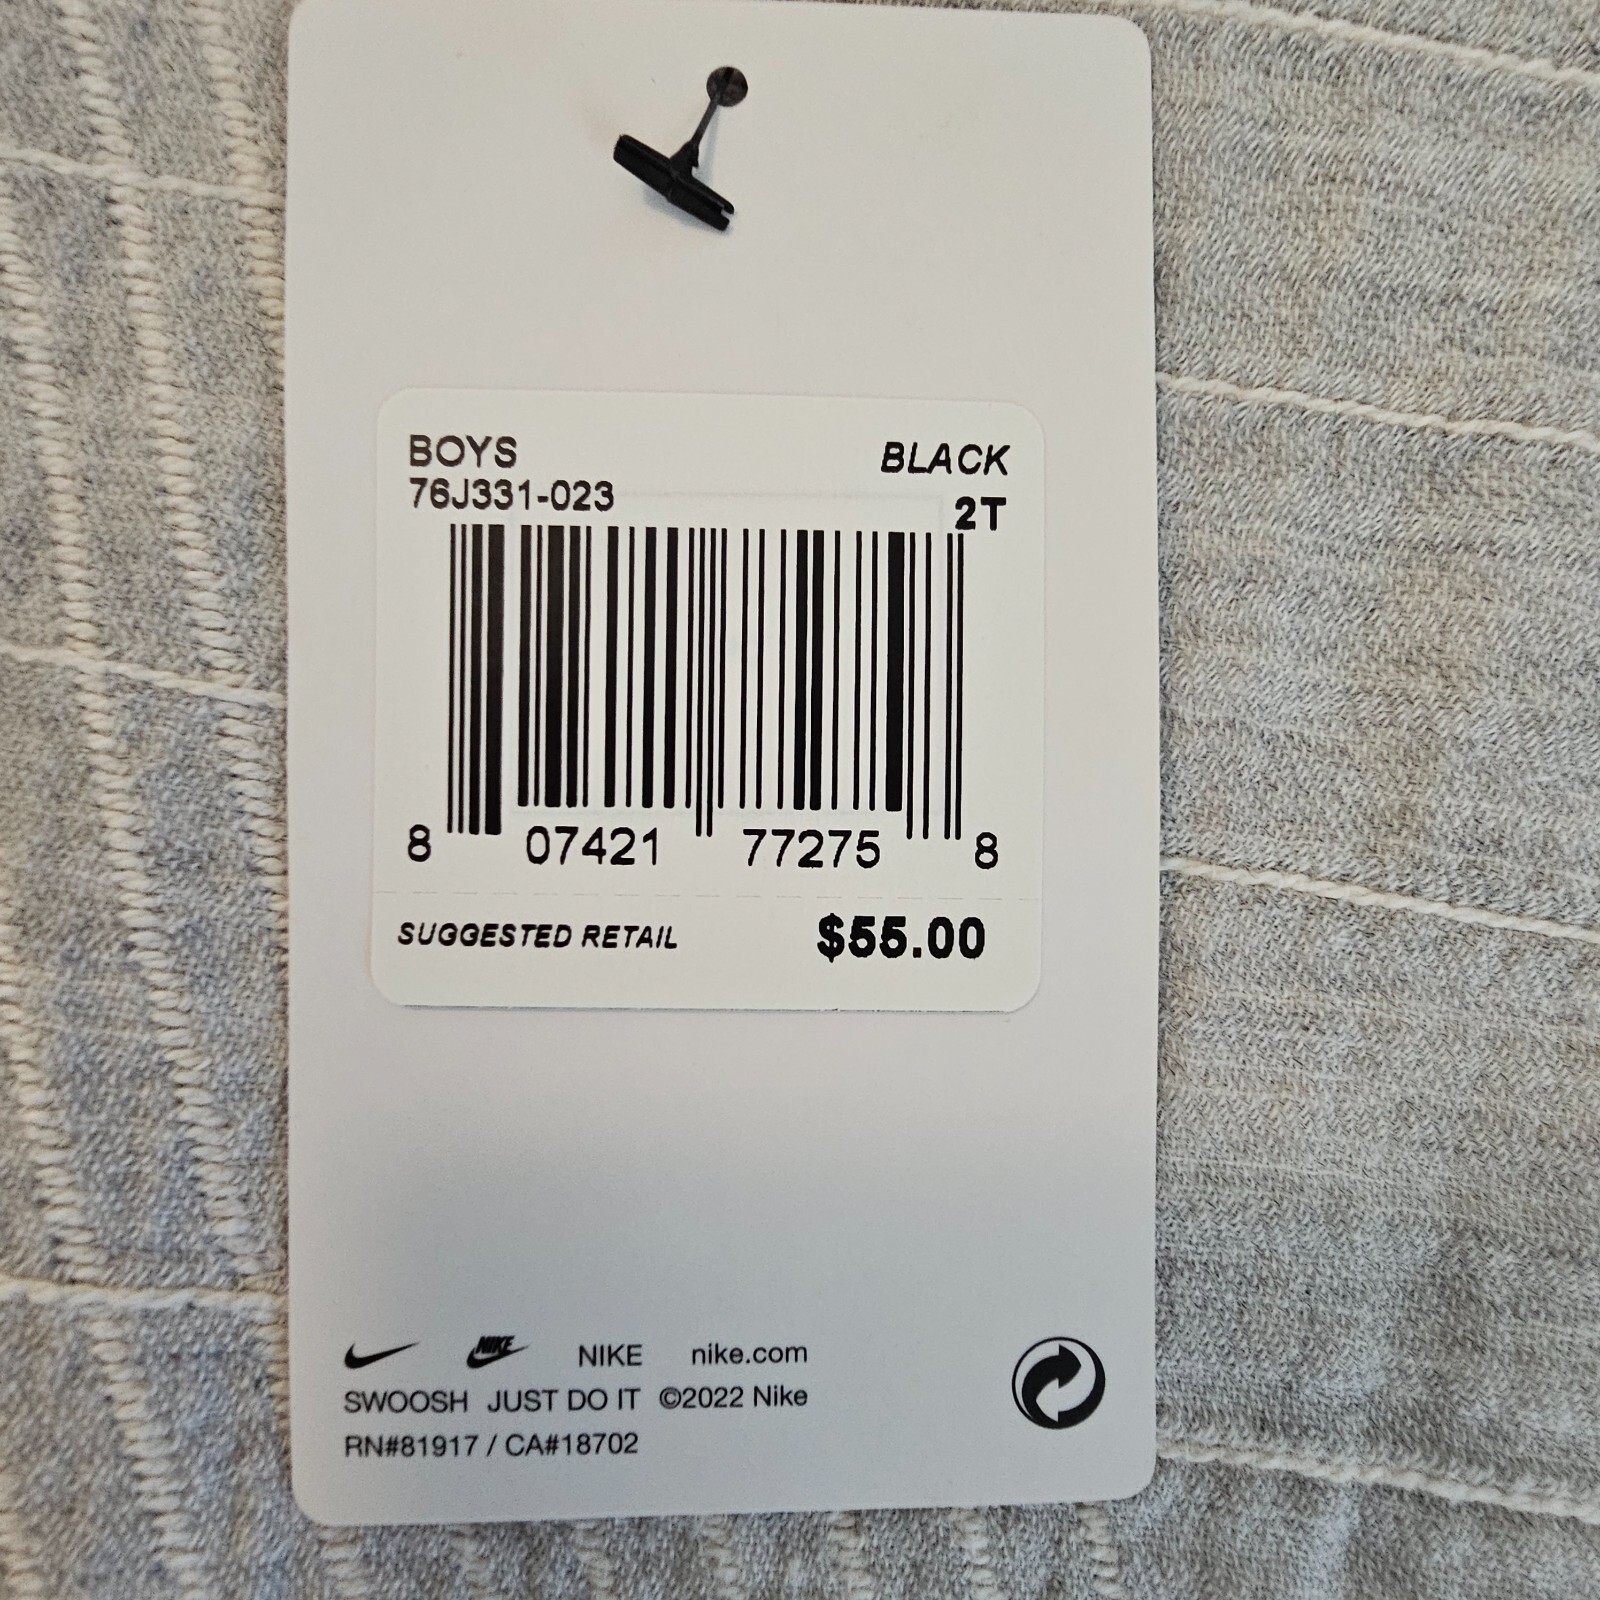 BOYS BLACK
76J331-023 2T
8 07421 77275 8
SUGGESTED RETAIL $55.00
NIKE NIKE nike.com
SWOOSH JUST DO IT ©2022 Nike
RN#81917 / CA#18702